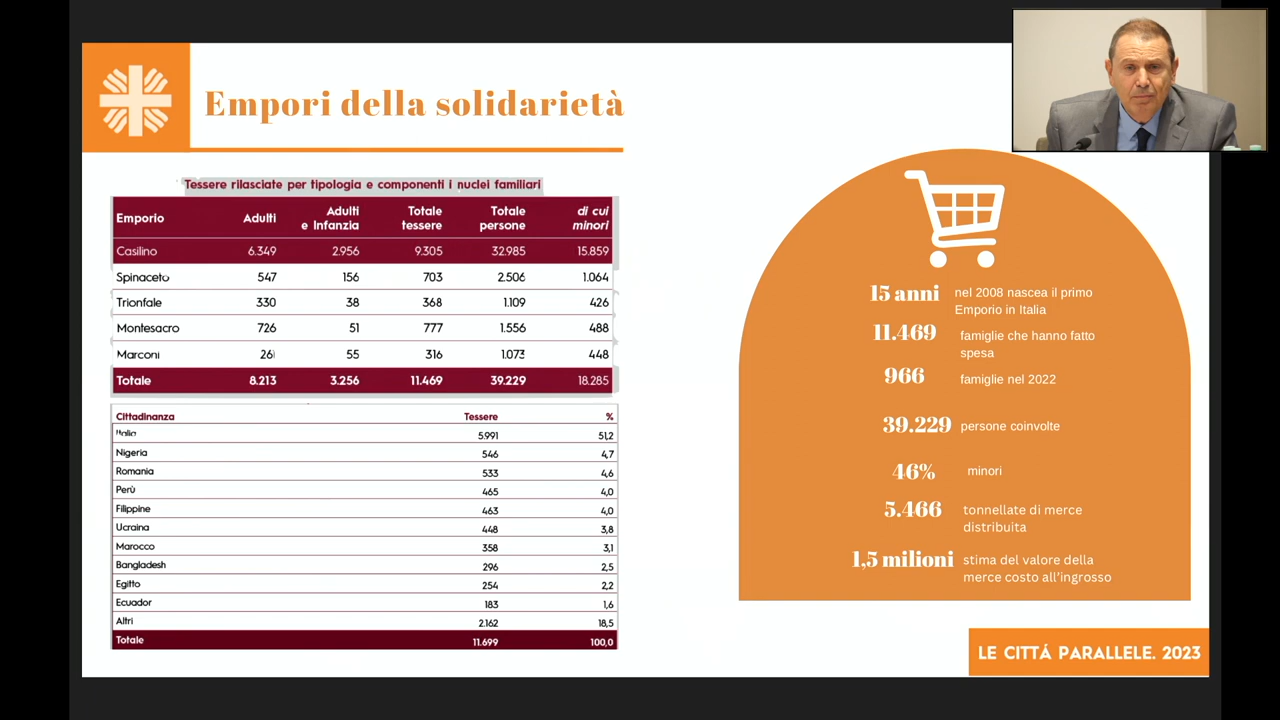 Empori della solidarietà
Tessere rilasciate per tipologia e componenti i nuclei familiari
Emporio Adulti Adulti e Infanzia Totale tessere Totale persone di cui minori
Casilino 6.349 2.956 9.305 32.985 15.859
Spinaceto 547 156 703 2.506 1.064
Trionfale 330 38 368 1.109 426
Montesacro 726 51 777 1.556 488
Marconi 261 55 316 1.073 448
Totale 8.213 3.256 11.469 39.229 18.285
Cittadinanza Tessere %
Italia 5.991 51,2
Nigeria 546 4,7
Romania 533 4,6
Perù 465 4,0
Filippine 463 4,0
Ucraina 448 3,8
Marocco 358 3,1
Bangladesh 296 2,5
Egitto 254 2,2
Ecuador 183 1,6
Altri 2.162 18,5
Totale 11.699 100,0
15 anni nel 2008 nascea il primo
Emporio in Italia
11.469 famiglie che hanno fatto
spesa
966 famiglie nel 2022
39.229 persone coinvolte
46% minori
5.466 tonnellate di merce
distribuita
1,5 milioni stima del valore della
merce costo all'ingrosso
LE CITTÁ PARALLELE. 2023